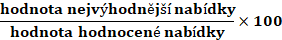 hodnota nejvýhodnější nabídky
hodnota hodnocené nabídky
× 100